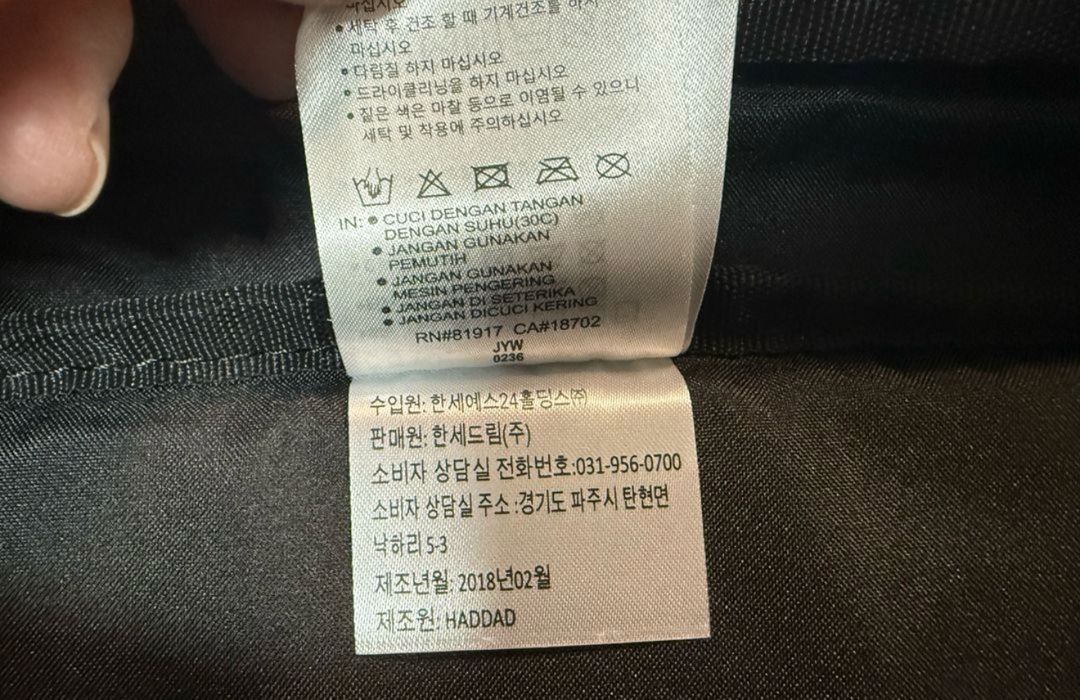 마십시오
• 세탁 후 건조 할 때 기계건조를 하지
마십시오
• 다림질 하지 마십시오
• 드라이클리닝을 하지 마십시오
• 짙은 색은 마찰 등으로 이염될 수 있으니
세탁 및 착용에 주의하십시오
IN: • CUCI DENGAN TANGAN
DENGAN SUHU(30C)
• JANGAN GUNAKAN
PEMUTIH
• JANGAN GUNAKAN
MESIN PENGERING
• JANGAN DI SETERIKA
• JANGAN DICUCI KERING
RN#81917 CA#18702
JYW
0236
수입원: 한세예스24홀딩스㈜
판매원: 한세드림(주)
소비자 상담실 전화번호:031-956-0700
소비자 상담실 주소 :경기도 파주시 탄현면
낙하리 5-3
제조년월: 2018년02월
제조원: HADDAD